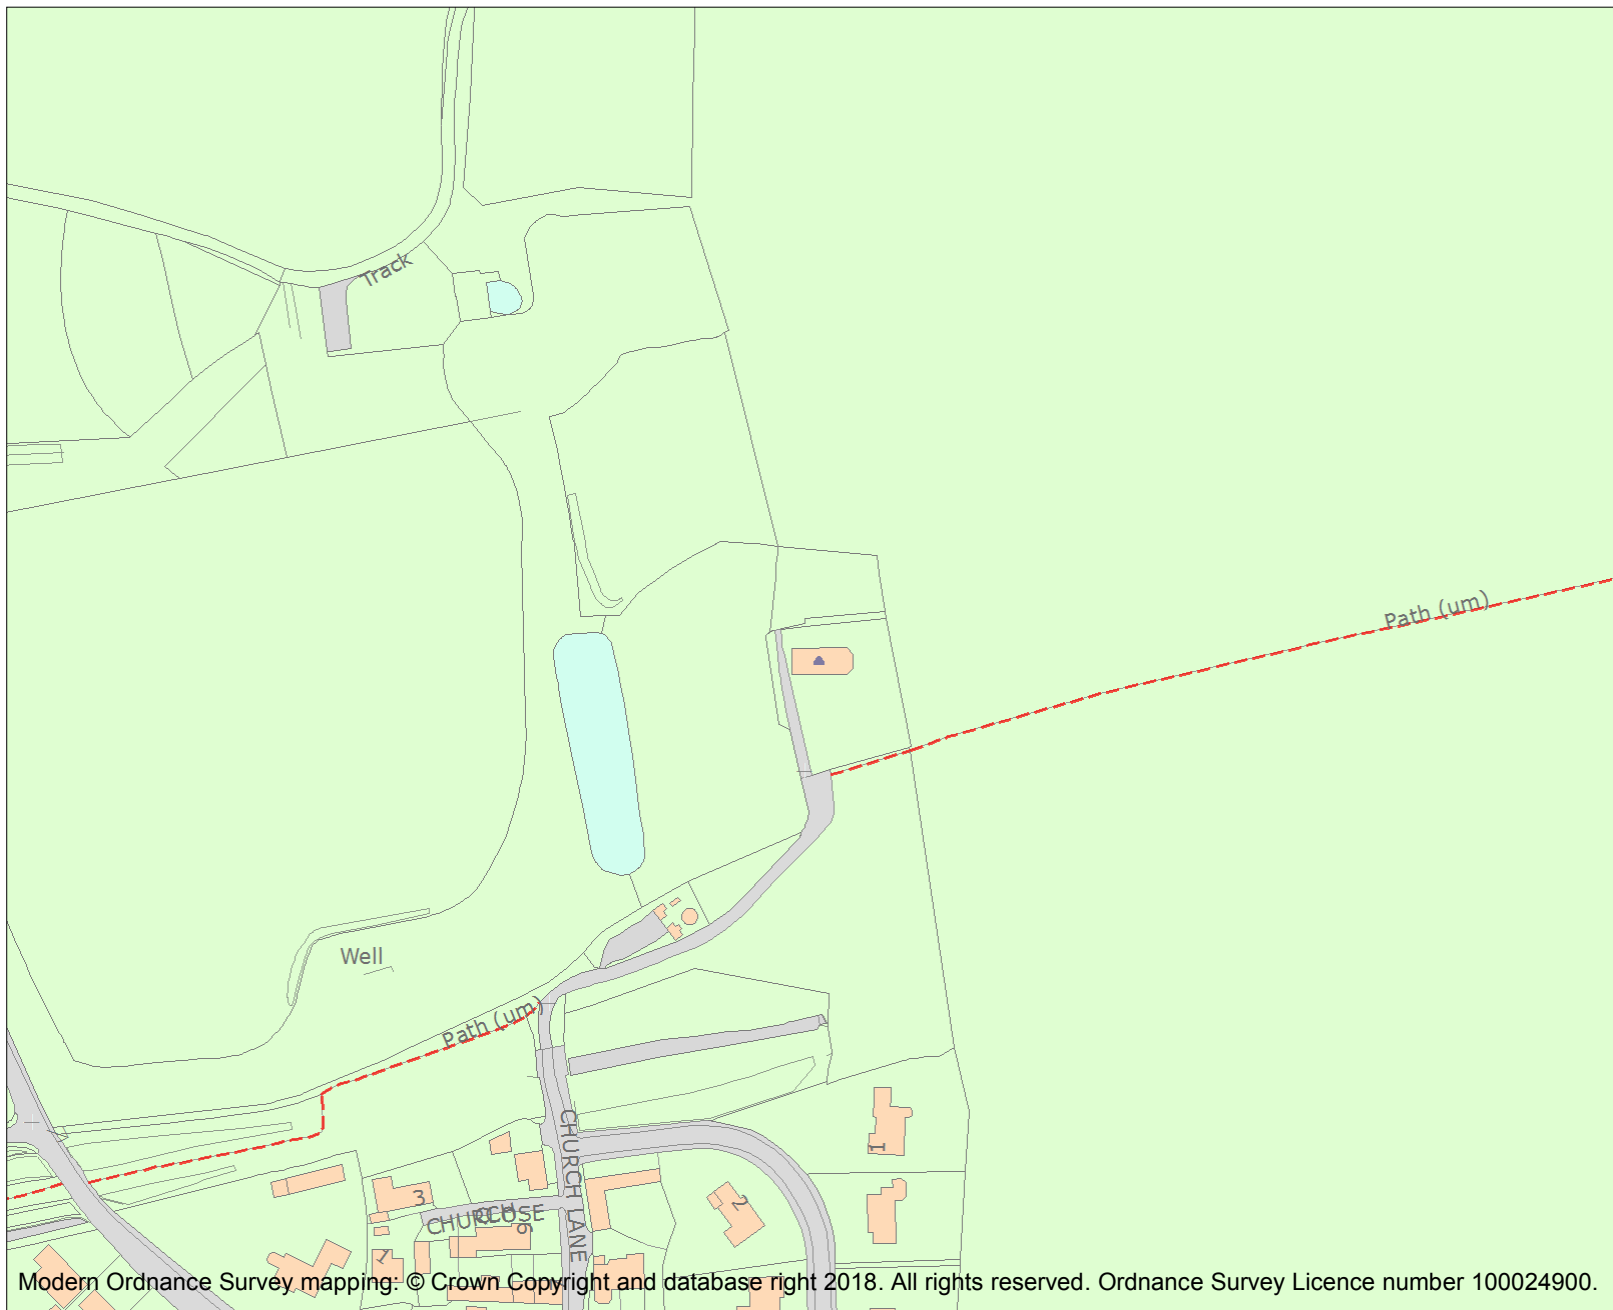 Track
Path (um)
Well
Path (um)
CHURCH LANE
1
3
2
CHURCH CLOSE
6
1
Modern Ordnance Survey mapping: © Crown Copyright and database right 2018. All rights reserved. Ordnance Survey Licence number 100024900.